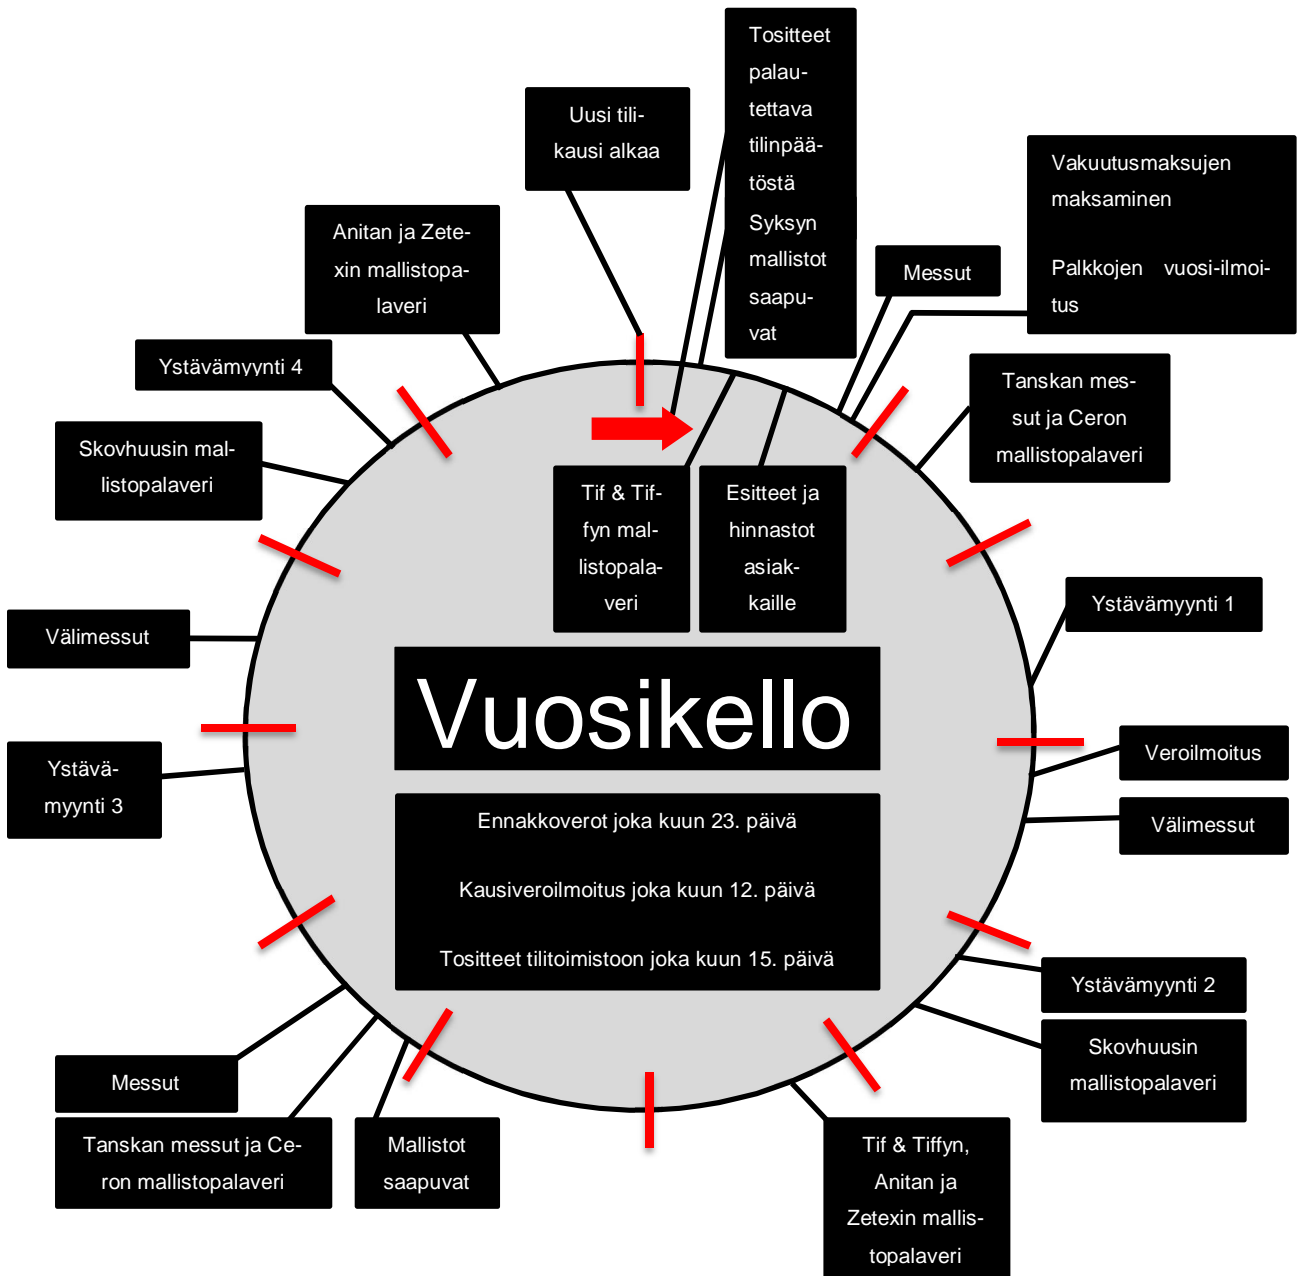 Tositteet
palau-
tettava
tilinpää-
töstä
Syksyn
mallistot
saapu-
vat
Uusi tili-
kausi alkaa
Vakuutusmaksujen
maksaminen
Palkkojen vuosi-ilmoi-
tus
Messut
Anitan ja Zete-
xin mallistopa-
laveri
Ystävämyynti 4
Tanskan mes-
sut ja Ceron
mallistopalaveri
Skovhuusin mal-
listopalaveri
Tif & Tif-
fyn mal-
listopala-
veri
Esitteet ja
hinnastot
asiak-
kaille
Ystävämyynti 1
Välimessut
Vuosikello
Veroilmoitus
Ystävä-
myynti 3
Välimessut
Ennakkoverot joka kuun 23. päivä
Kausiveroilmoitus joka kuun 12. päivä
Tositteet tilitoimistoon joka kuun 15. päivä
Ystävämyynti 2
Skovhuusin
mallistopalaveri
Messut
Tanskan messut ja Ce-
ron mallistopalaveri
Mallistot
saapuvat
Tif & Tiffyn,
Anitan ja
Zetexin mallis-
topalaveri